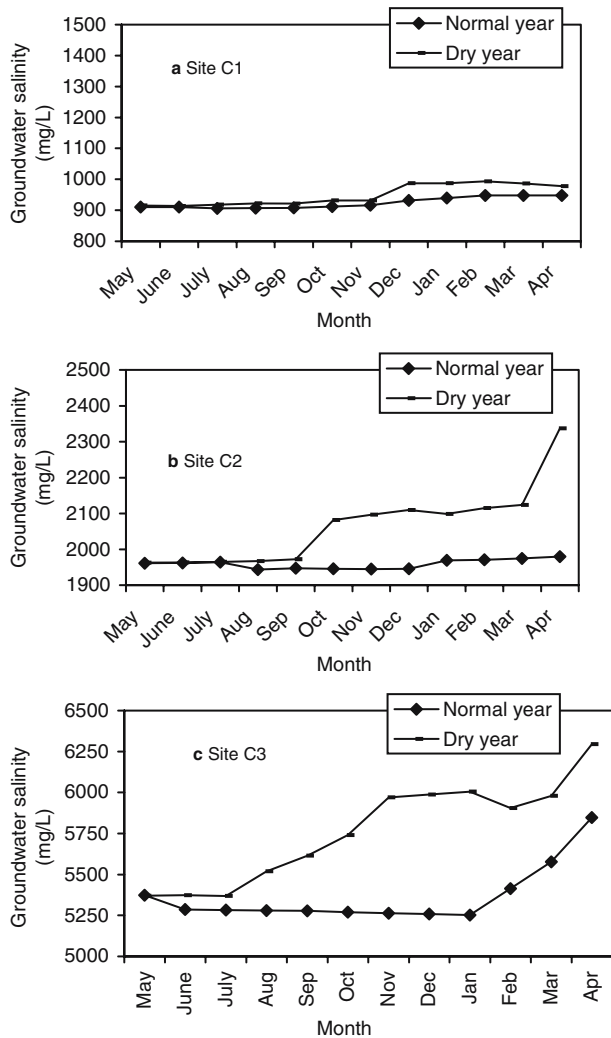 Groundwater salinity
(mg/L)
1500
1400
1300
1200
1100
1000
900
800
a Site C1
Normal year
Dry year
May
June
July
Aug
Sep
Oct
Nov
Dec
Jan
Feb
Mar
Apr
Month
Groundwater salinity
(mg/L)
2500
2400
2300
2200
2100
2000
1900
b Site C2
Normal year
Dry year
May
June
July
Aug
Sep
Oct
Nov
Dec
Jan
Feb
Mar
Apr
Month
Groundwater salinity
(mg/L)
6500
6250
6000
5750
5500
5250
5000
c Site C3
Normal year
Dry year
May
June
July
Aug
Sep
Oct
Nov
Dec
Jan
Feb
Mar
Apr
Month